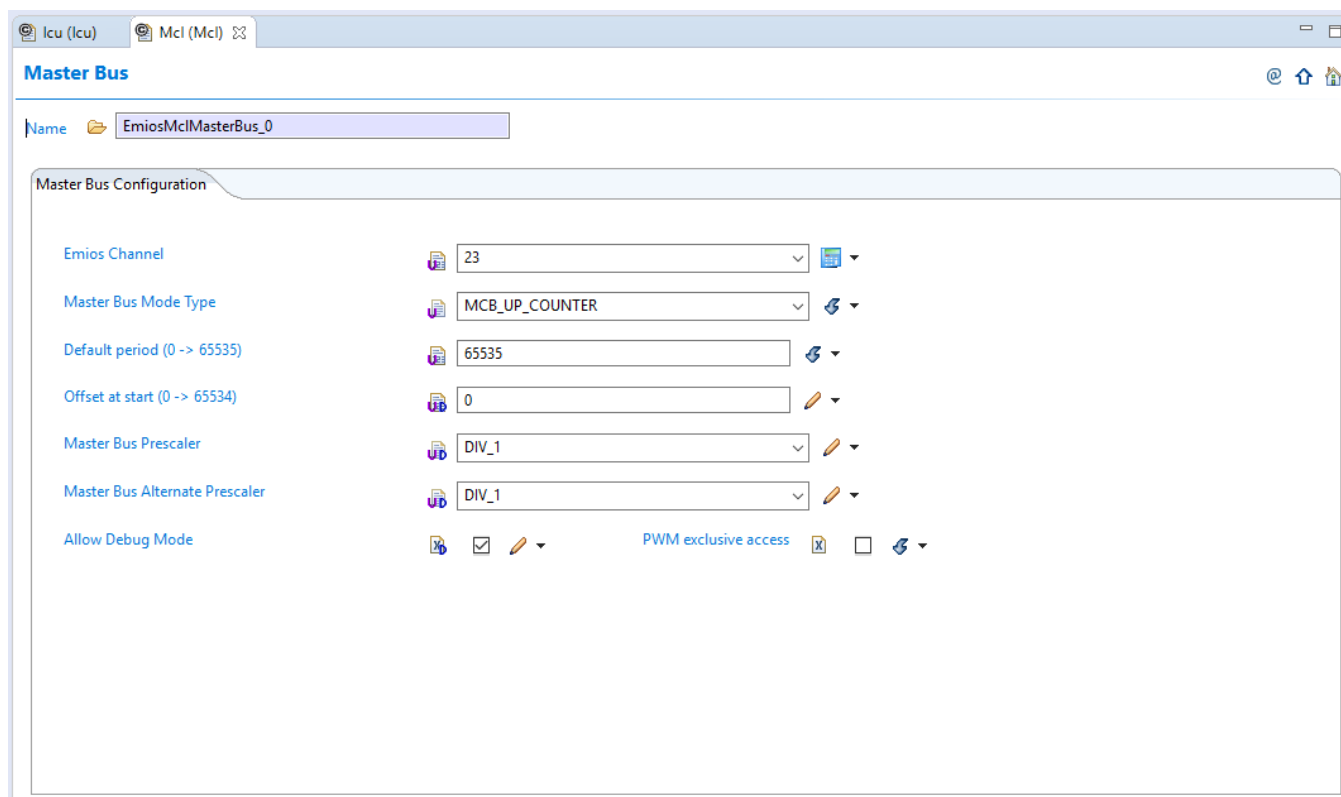 Icu (Icu) Mcl (Mcl)
Master Bus
Name EmiosMclMasterBus_0
Master Bus Configuration
Emios Channel 23
Master Bus Mode Type MCB_UP_COUNTER
Default period (0 -> 65535) 65535
Offset at start (0 -> 65534) 0
Master Bus Prescaler DIV_1
Master Bus Alternate Prescaler DIV_1
Allow Debug Mode PWM exclusive access